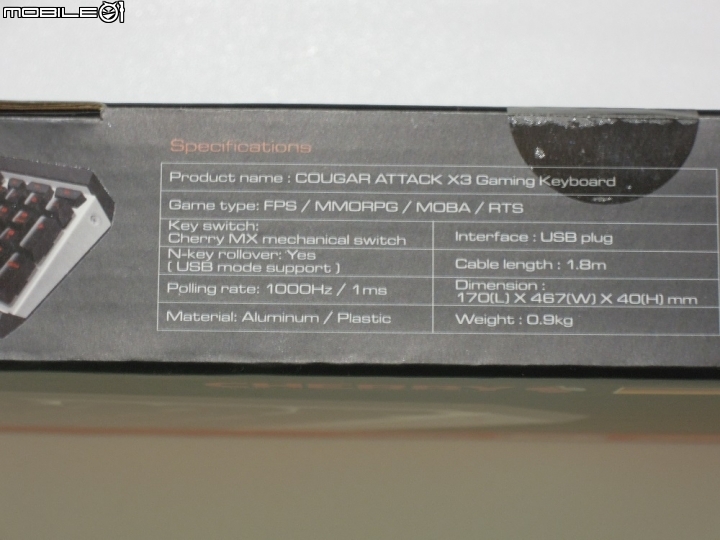 MOBILE01
Specifications
Product name : COUGAR ATTACK X3 Gaming Keyboard
Game type: FPS / MMORPG / MOBA / RTS
Key switch:
Cherry MX mechanical switch
Interface : USB plug
N-key rollover: Yes
( USB mode support )
Cable length : 1.8m
Polling rate: 1000Hz / 1ms
Dimension :
170(L) X 467(W) X 40(H) mm
Material: Aluminum / Plastic
Weight : 0.9kg